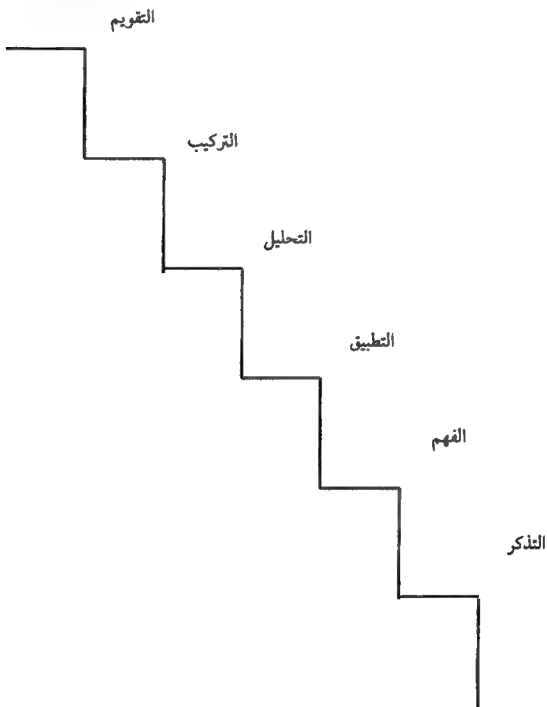 التقويم
التركيب
التحليل
التطبيق
الفهم
التذكر